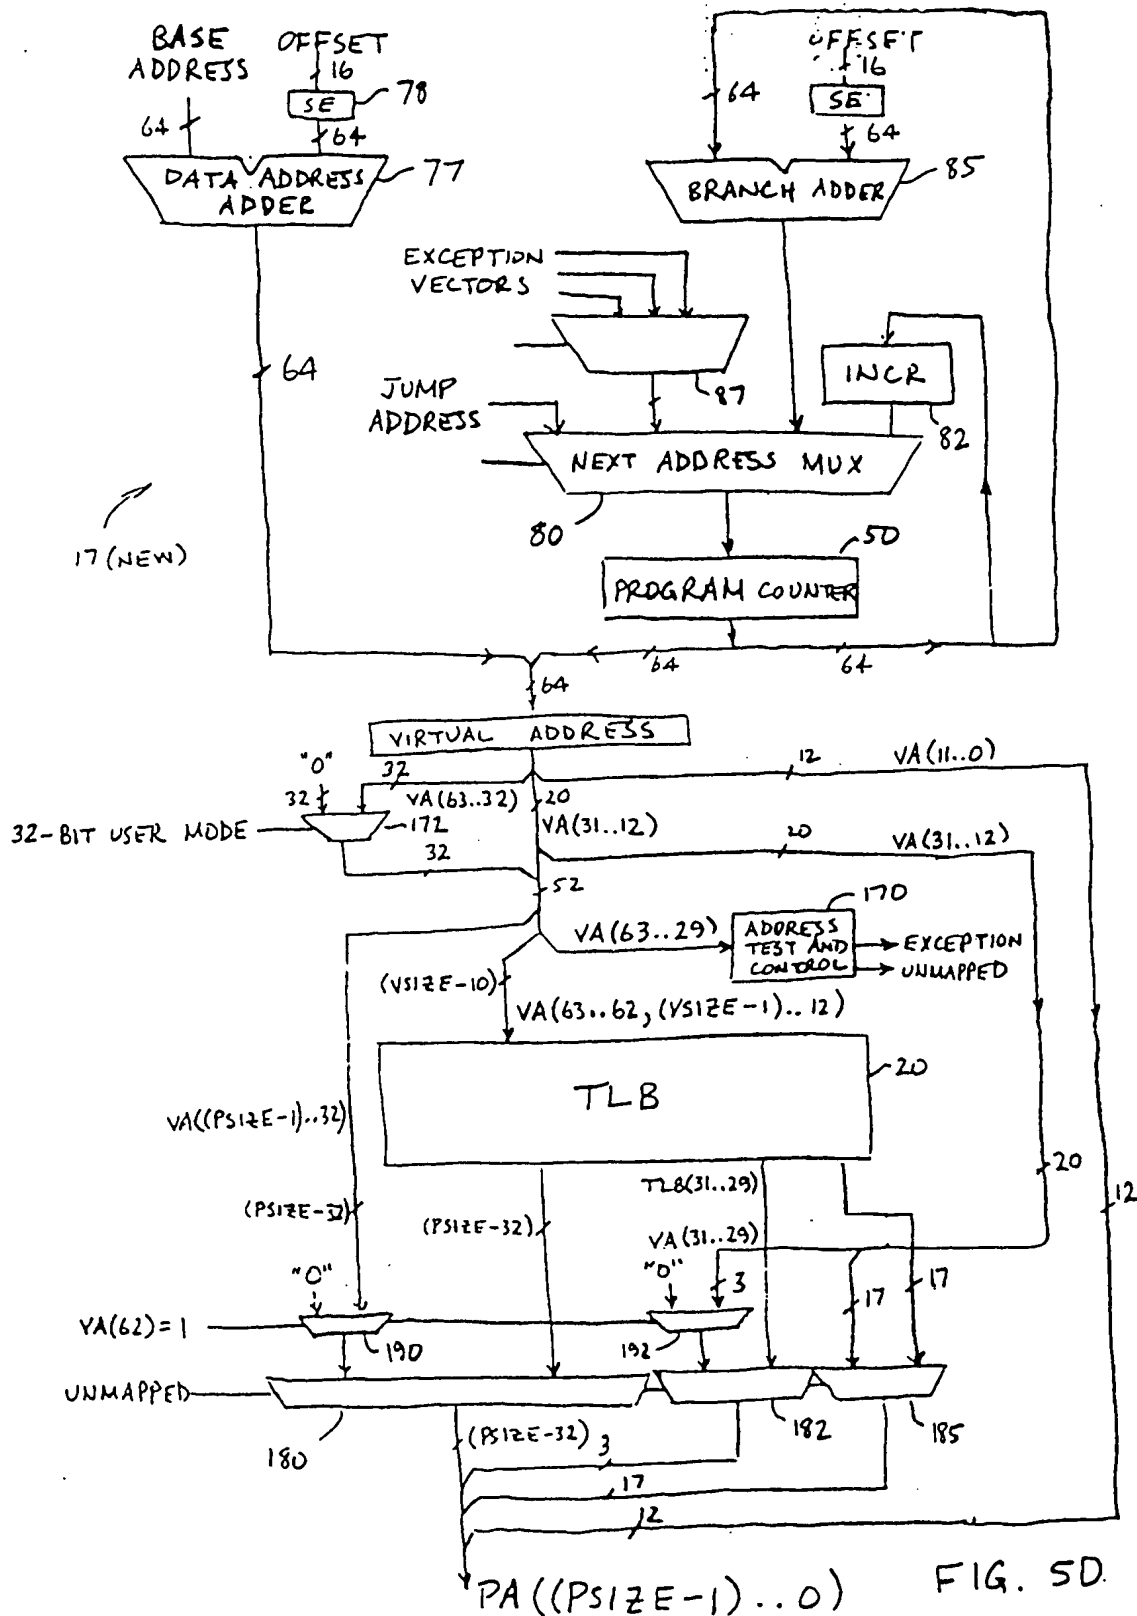 BASE
ADDRESS
OFFSET
16
SE
78
64
64
DATA ADDRESS
ADDER
77
OFFSET
16
SE
64
64
BRANCH ADDER
85
EXCEPTION
VECTORS
87
JUMP
ADDRESS
INCR
82
NEXT ADDRESS MUX
80
64
17 (NEW)
50
PROGRAM COUNTER
64
64
64
VIRTUAL ADDRESS
"0"
32
32
VA(63..32)
20
VA(31..12)
12
VA(11..0)
32-BIT USER MODE
172
32
20
VA(31..12)
52
170
VA(63..29)
ADDRESS
TEST AND
CONTROL
EXCEPTION
UNMAPPED
(VSIZE-10)
VA(63..62, (VSIZE-1)..12)
TLB
20
VA((PSIZE-1)..32)
20
12
TLB(31..29)
(PSIZE-32)
(PSIZE-32)
VA(31..29)
"0"
"0"
3
17
17
VA(62)=1
190
192
UNMAPPED
180
182
185
(PSIZE-32)
3
17
12
PA((PSIZE-1)..0)
FIG. 5D